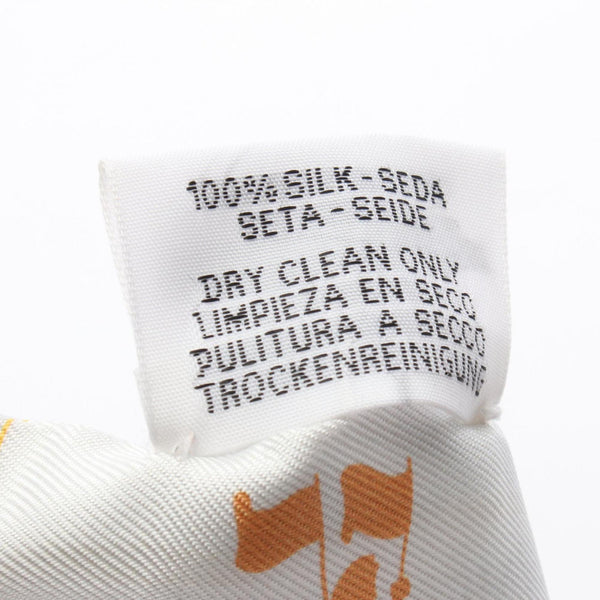 100% SILK-SEDA
SETA-SEIDE
DRY CLEAN ONLY
LIMPIEZA EN SECO
PULITURA A SECCO
TROCKENREINIGUNG